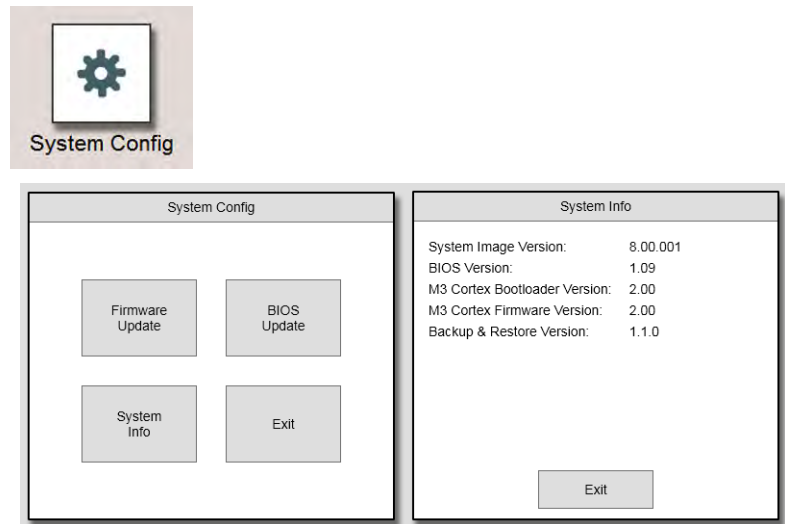 System Config
System Config
Firmware
Update
BIOS
Update
System
Info
Exit
System Info
System Image Version: 8.00.001
BIOS Version: 1.09
M3 Cortex Bootloader Version: 2.00
M3 Cortex Firmware Version: 2.00
Backup & Restore Version: 1.1.0
Exit